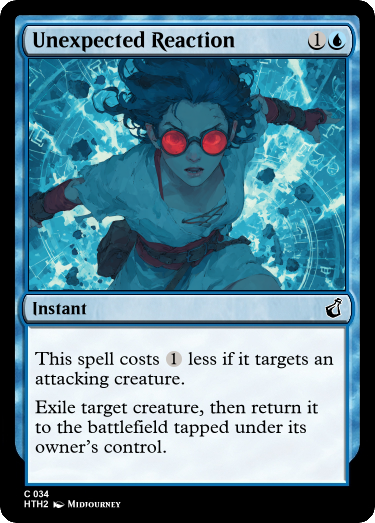 Unexpected Reaction 1
Instant
This spell costs 1 less if it targets an
attacking creature.
Exile target creature, then return it
to the battlefield tapped under its
owner's control.
C 034
HTH2 Midjourney